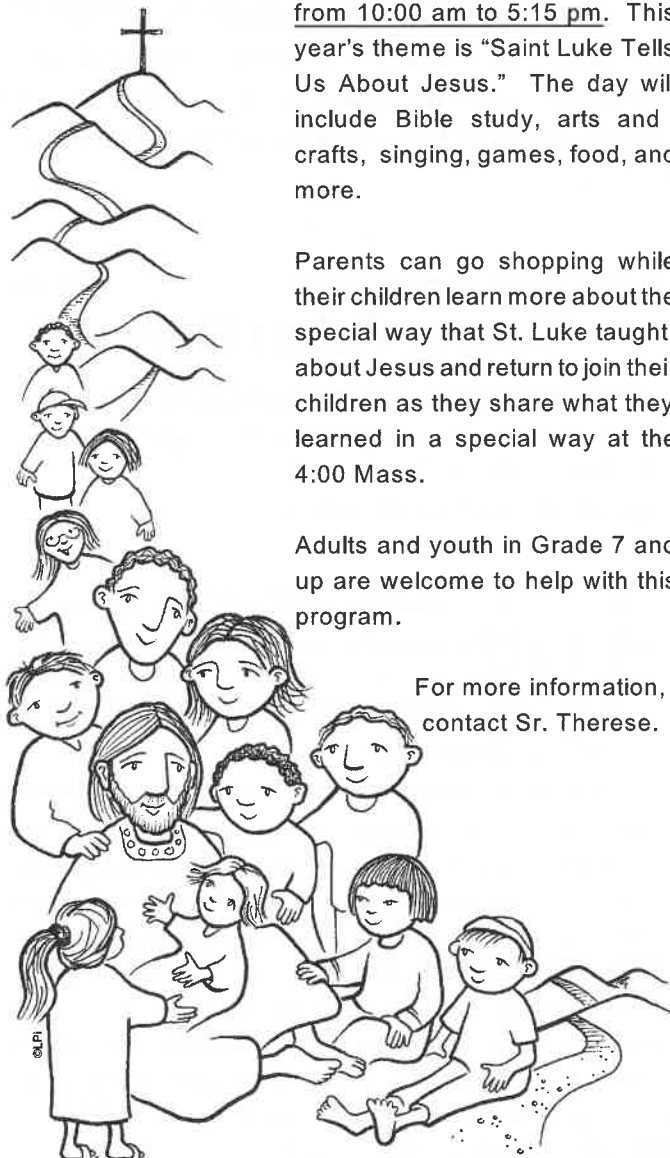 from 10:00 am to 5:15 pm. This
year's theme is “Saint Luke Tells
Us About Jesus.” The day wil
include Bible study, arts and
crafts, singing, games, food, and
more.
Parents can go shopping while
their children learn more about the
special way that St. Luke taught
about Jesus and return to join thei
children as they share what they
learned in a special way at the
4:00 Mass.
Adults and youth in Grade 7 and
up are welcome to help with this
program.
For more information,
contact Sr. Therese.
©LPi